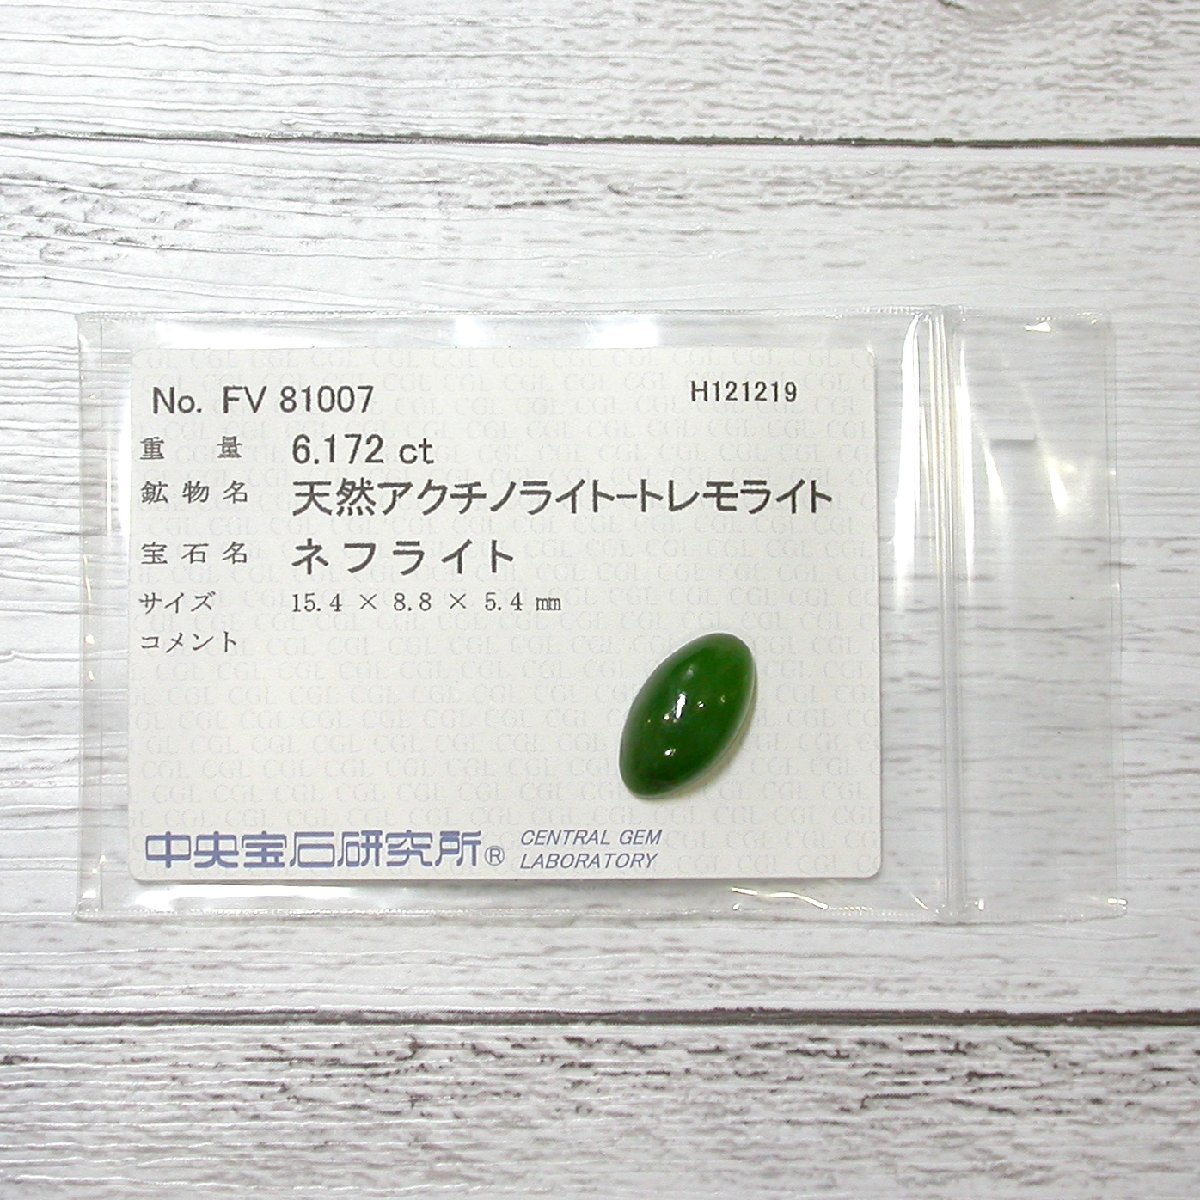 No. FV 81007 H121219
重 量 6.172 ct
鉱 物 名 天然アクチノライト-トレモライト
宝 石 名 ネフライト
サイズ 15.4 × 8.8 × 5.4 ㎜
コメント
中央宝石研究所® CENTRAL GEM
LABORATORY